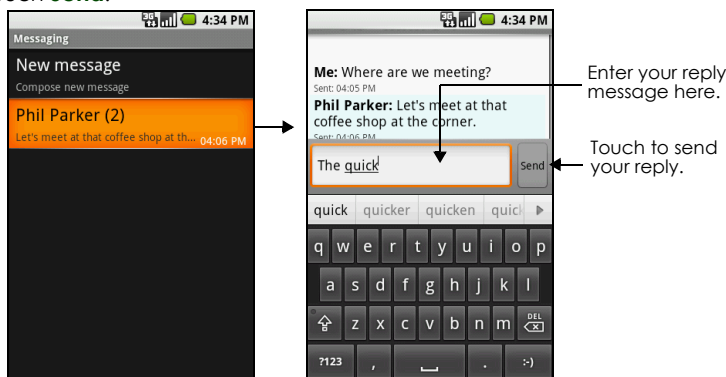 4:34 PM
Messaging
New message
Compose new message
Phil Parker (2)
Let's meet at that coffee shop at th... 04:06 PM
4:34 PM
Me: Where are we meeting?
Sent: 04:05 PM
Phil Parker: Let's meet at that
coffee shop at the corner.
Sent: 04:06 PM
The quick
Send
quick quicker quicken
q w e r t y u i o p
a s d f g h j k l
z x c v b n m DEL
?123 , . :-)
Enter your reply
message here.
Touch to send
your reply.